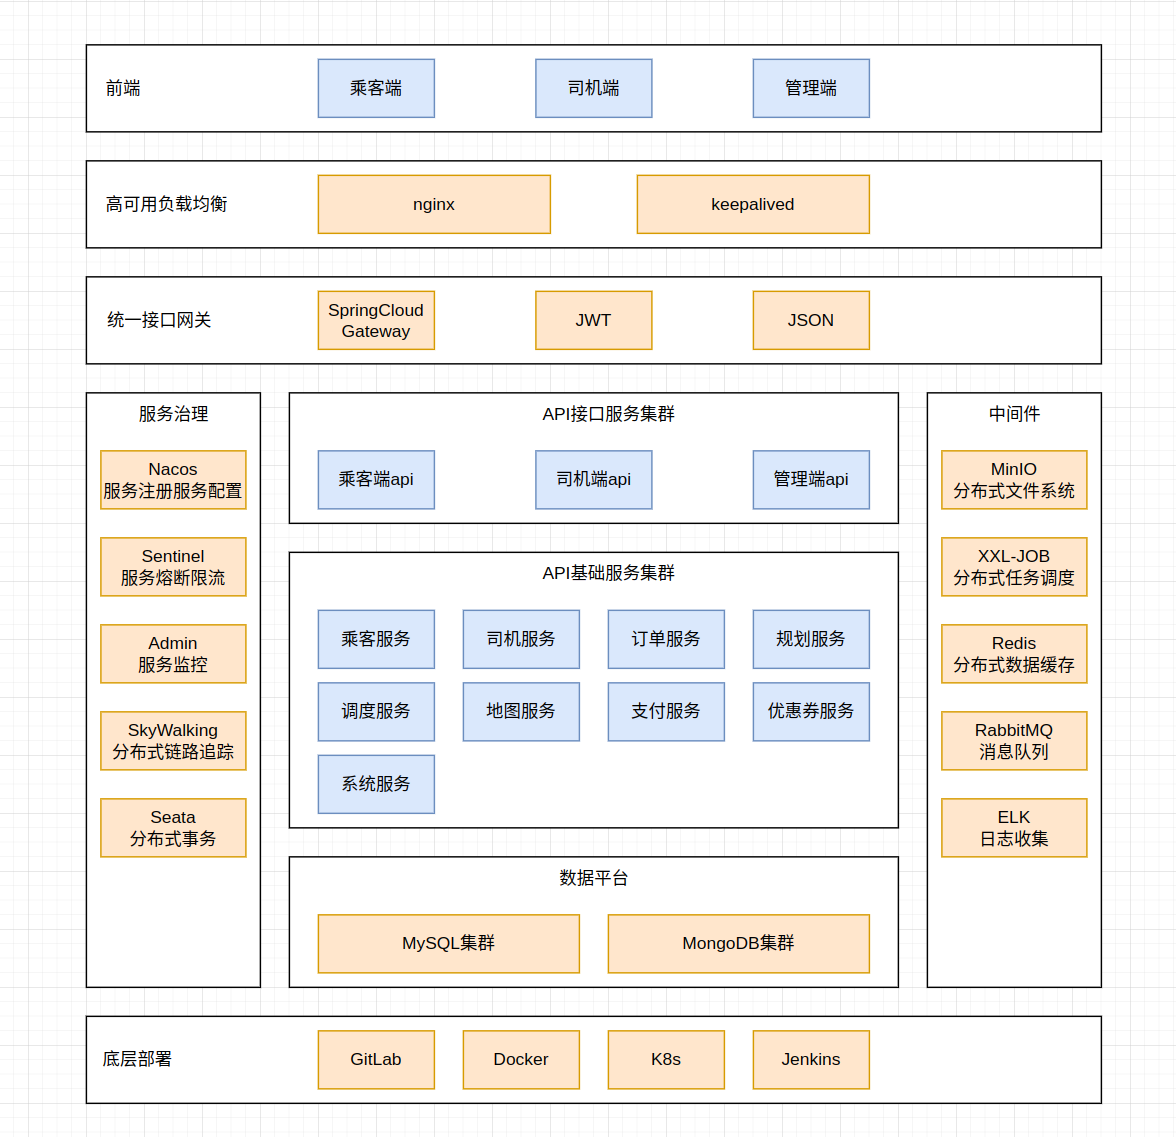 前端
乘客端
司机端
管理端
高可用负载均衡
nginx
keepalived
统一接口网关
SpringCloud
Gateway
JWT
JSON
服务治理
Nacos
服务注册服务配置
Sentinel
服务熔断限流
Admin
服务监控
SkyWalking
分布式链路追踪
Seata
分布式事务
API接口服务集群
乘客端api
司机端api
管理端api
API基础服务集群
乘客服务
司机服务
订单服务
规划服务
调度服务
地图服务
支付服务
优惠券服务
系统服务
数据平台
MySQL集群
MongoDB集群
中间件
MinIO
分布式文件系统
XXL-JOB
分布式任务调度
Redis
分布式数据缓存
RabbitMQ
消息队列
ELK
日志收集
底层部署
GitLab
Docker
K8s
Jenkins